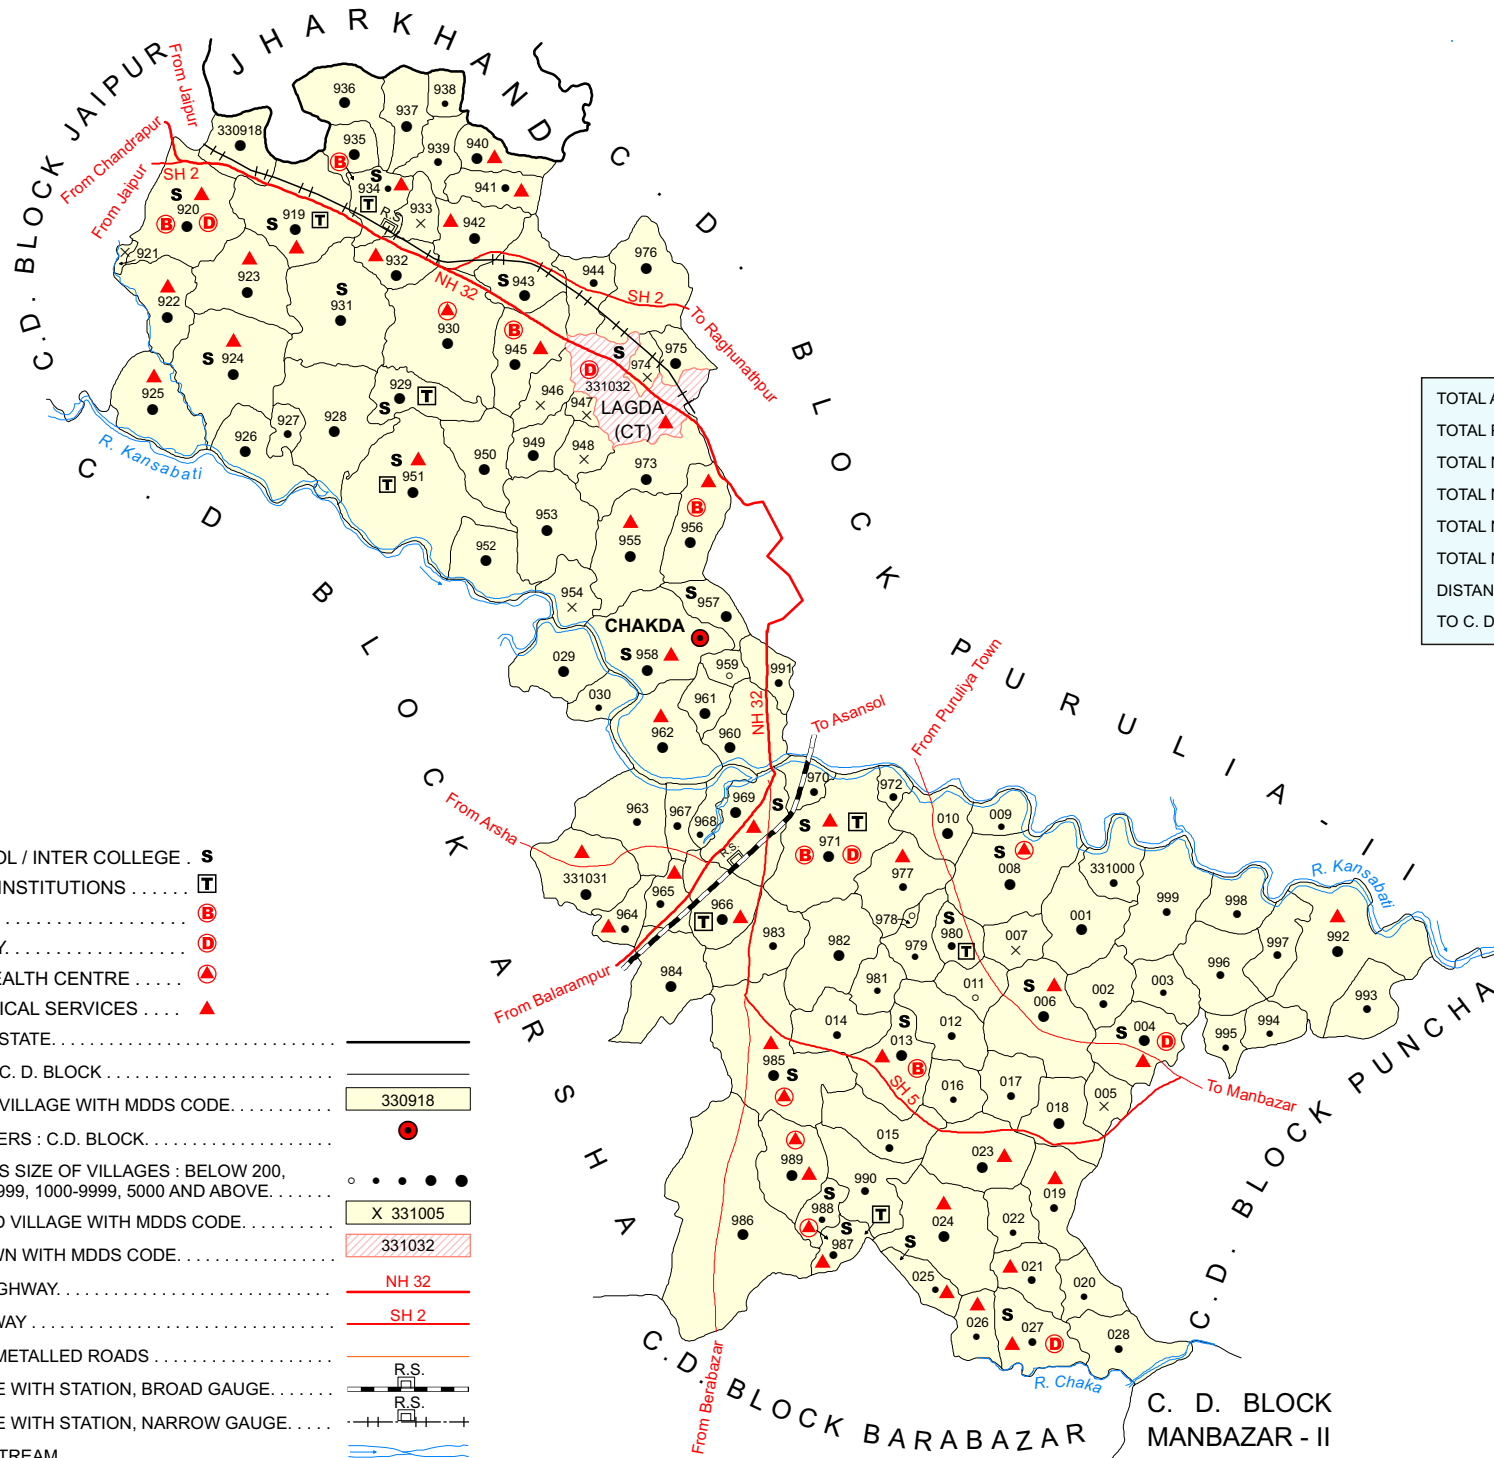 JHARKHAND
C.D. BLOCK JAIPUR
From Jaipur
From Chandrapur
From Jaipur
SH 2
936
937
938
330918
935
939
940
B
S
934
941
T
R.S.
933
942
S
920
B
D
S
919
T
921
932
976
944
923
S
943
922
S
931
NH 32
SH 2
To Raghunathpur
930
B
945
S
924
S
974
975
D
331032
925
929
T
S
946
947
LAGDA
(CT)
928
927
926
R. Kansabati
S
951
T
950
949
948
973
B
956
953
955
952
954
S
957
CHAKDA
S
958
959
991
029
030
961
962
960
NH 32
C. D. BLOCK PURULIA - II
To Asansol
From Puruliya Town
C. D BLOCK ARSHA
From Arsha
963
967
968
969
S
970
972
S
T
B
971
D
010
009
S
008
R.S.
331031
965
964
T
966
977
978
331000
999
998
R. Kansabati
992
001
S
980
T
007
983
982
979
997
996
984
981
011
S
006
002
003
993
From Balarampur
014
S
013
B
012
S
004
D
995
994
985
S
SH 5
016
017
005
018
To Manbazar
015
989
023
019
990
S
988
S
987
T
024
S
022
986
025
021
020
026
S
027
D
028
R. Chaka
From Berabazar
C.D. BLOCK BARABAZAR
C.D. BLOCK PUNCHA
C. D. BLOCK
MANBAZAR - II
TOTAL A
TOTAL
TOTAL
TOTAL
TOTAL
TOTAL
DISTAN
TO C. D
OL / INTER COLLEGE . S
INSTITUTIONS . . . . . . T
. . . . . . . . . . . . . . . . . . . B
Y. . . . . . . . . . . . . . . . . . D
EALTH CENTRE . . . . .
ICAL SERVICES . . . .
STATE. . . . . . . . . . . . . . . . . . . . . . . . . . . . .
C. D. BLOCK . . . . . . . . . . . . . . . . . . . . . . . .
VILLAGE WITH MDDS CODE. . . . . . . . . . . 330918
ERS : C.D. BLOCK. . . . . . . . . . . . . . . . . . . .
S SIZE OF VILLAGES : BELOW 200,
999, 1000-9999, 5000 AND ABOVE. . . . . . .
D VILLAGE WITH MDDS CODE. . . . . . . . . . X 331005
WN WITH MDDS CODE. . . . . . . . . . . . . . . . . 331032
GHWAY. . . . . . . . . . . . . . . . . . . . . . . . . . . . . NH 32
WAY . . . . . . . . . . . . . . . . . . . . . . . . . . . . . . . SH 2
METALLED ROADS . . . . . . . . . . . . . . . . . . .
E WITH STATION, BROAD GAUGE. . . . . . . R.S.
E WITH STATION, NARROW GAUGE. . . . . R.S.
TREAM